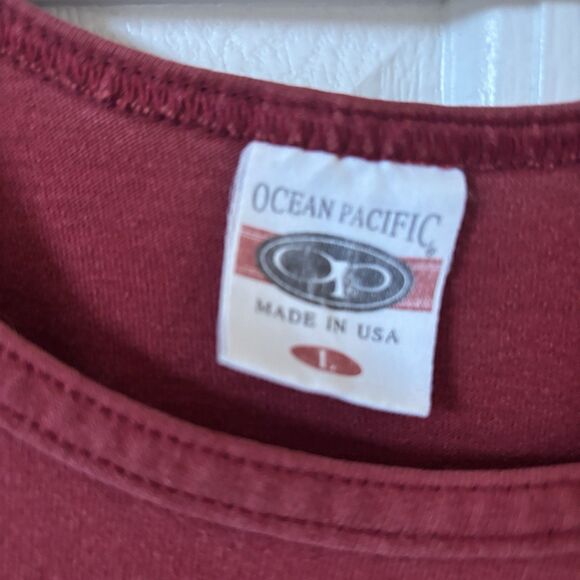 OCEAN PACIFIC®
Op
MADE IN USA
L